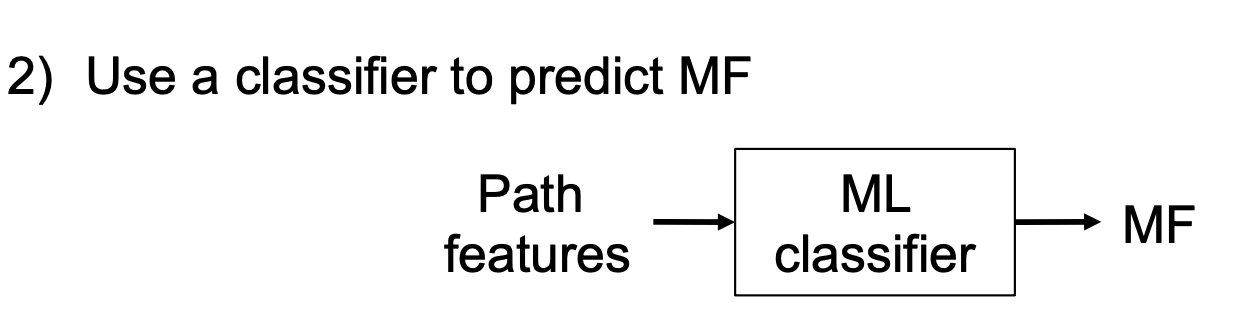 2) Use a classifier to predict MF
Path
features
ML
classifier
MF